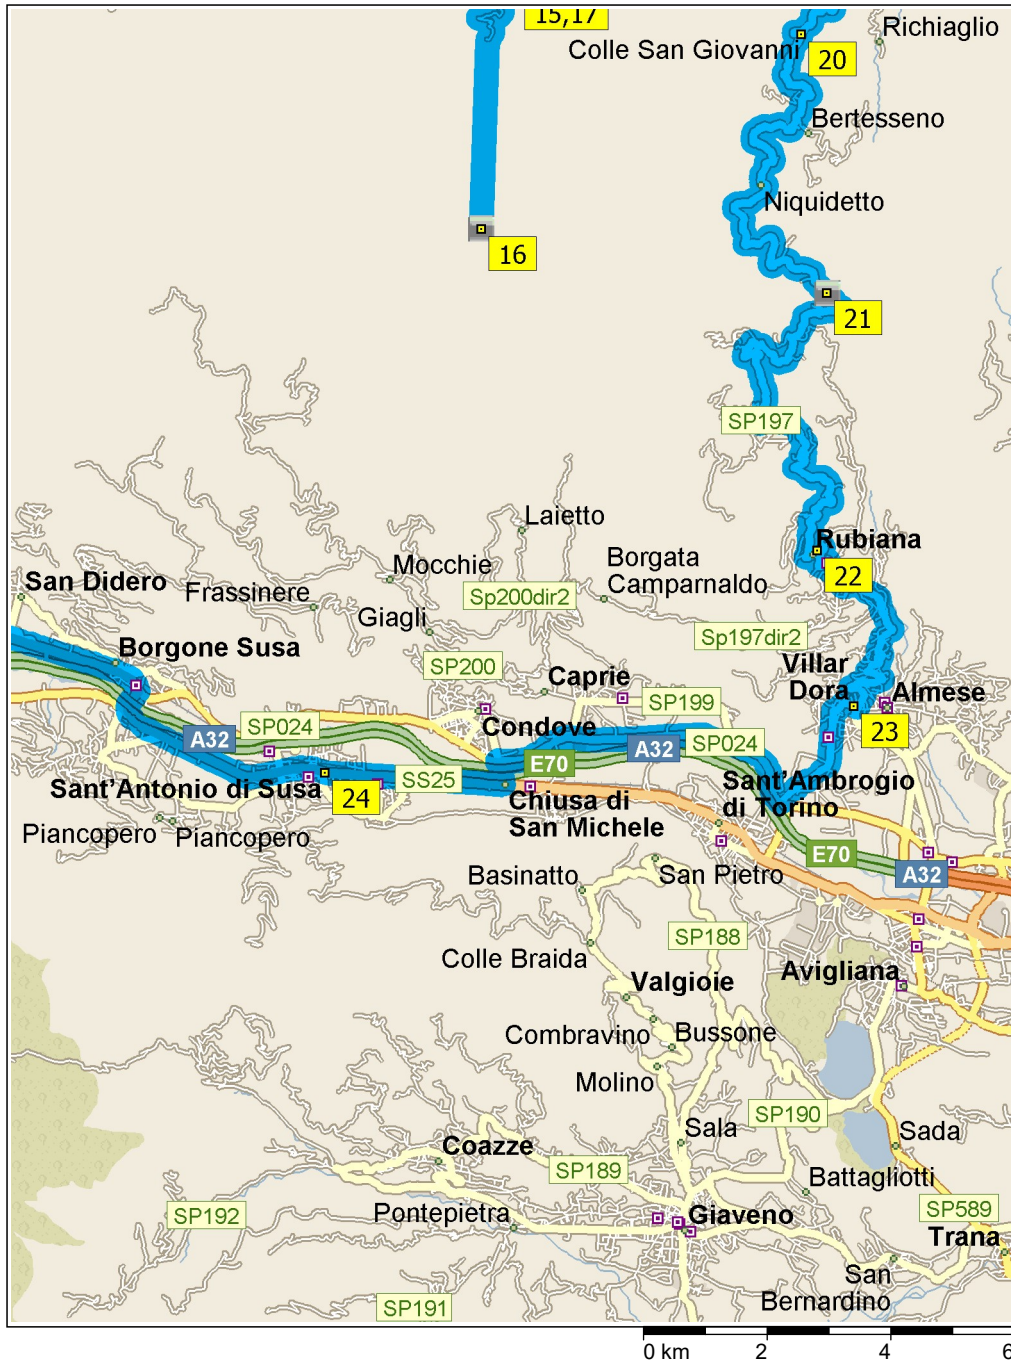 15,17
Richiaglio
Colle San Giovanni
20
Bertesseno
Niquidetto
16
21
SP197
Laietto
Rubiana
Mocchie
Borgata
Camparnaldo
22
San Didero
Frassinere
Sp200dir2
Giagli
Sp197dir2
Borgone Susa
SP200
Villar
Dora
Caprie
Almese
SP199
SP024
Condove
23
A32
A32
SP024
E70
SS25
Sant'Antonio di Susa
24
Sant'Ambrogio
di Torino
Chiusa di
San Michele
Piancopero
Piancopero
E70
A32
Basinatto
San Pietro
SP188
Colle Braida
Avigliana
Valgioie
Combravino
Bussone
Molino
SP190
Sala
Sada
Coazze
SP189
Battagliotti
SP192
Pontepietra
Giaveno
SP589
Trana
San
Bernardino
SP191
0 km
2
4
6